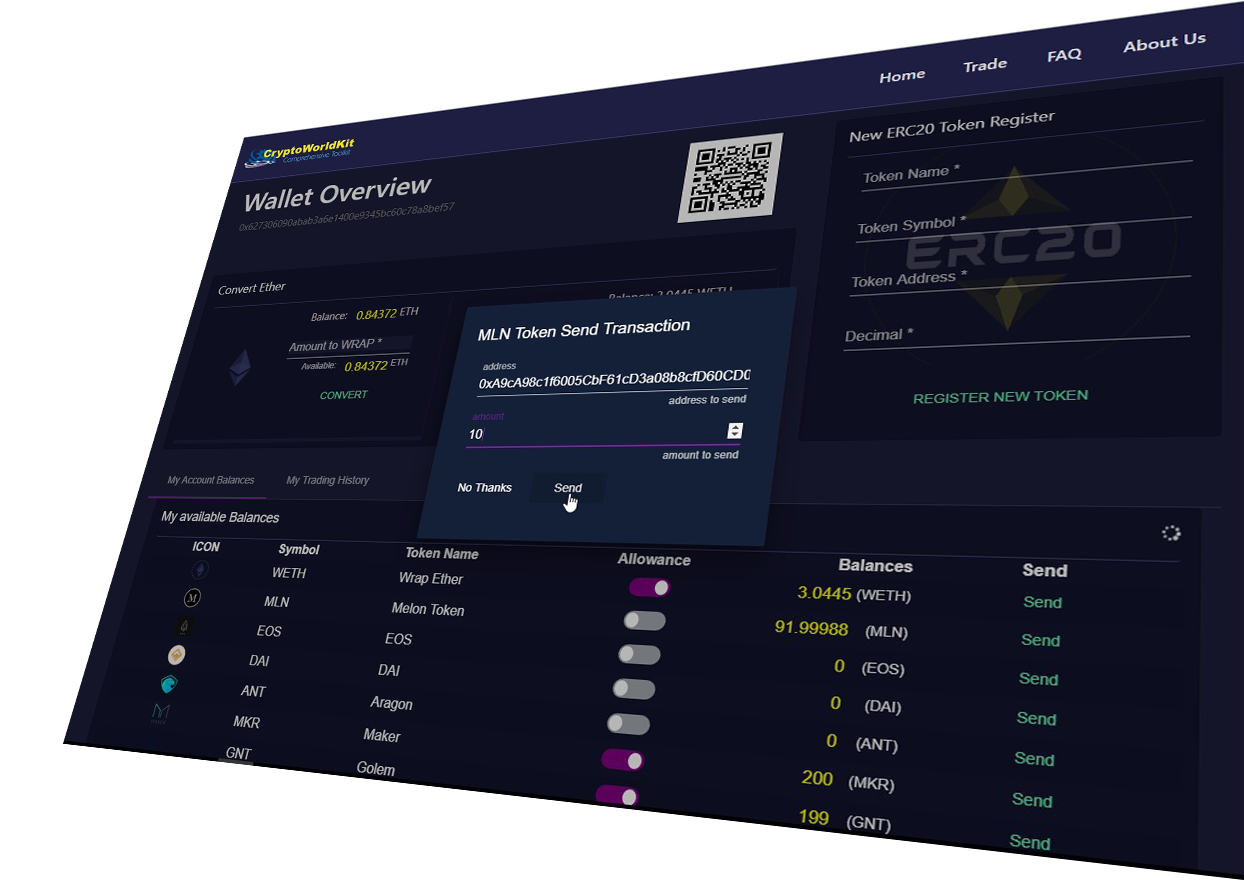 Home Trade FAQ About Us
CryptoWorldKit
Comprehensive Toolkit
Wallet Overview
0x627306090abab3a6e1400e9345bc60c78a8bef57
New ERC20 Token Register
Token Name *
Token Symbol *
ERC20
Token Address *
Decimal *
REGISTER NEW TOKEN
Convert Ether
Balance: 0.84372 ETH
Amount to WRAP *
Available: 0.84372 ETH
CONVERT
Balance: 3.0445 WETH
MLN Token Send Transaction
address
0xA9cA98c1f6005CbF61cD3a08b8cfD60CD0
address to send
amount
10
amount to send
No Thanks Send
My Account Balances My Trading History
My available Balances
ICON Symbol Token Name Allowance Balances Send
WETH Wrap Ether 3.0445 (WETH) Send
M MLN Melon Token 91.99988 (MLN) Send
EOS EOS 0 (EOS) Send
DAI DAI 0 (DAI) Send
ANT Aragon 0 (ANT) Send
MKR Maker 200 (MKR) Send
GNT Golem 199 (GNT) Send